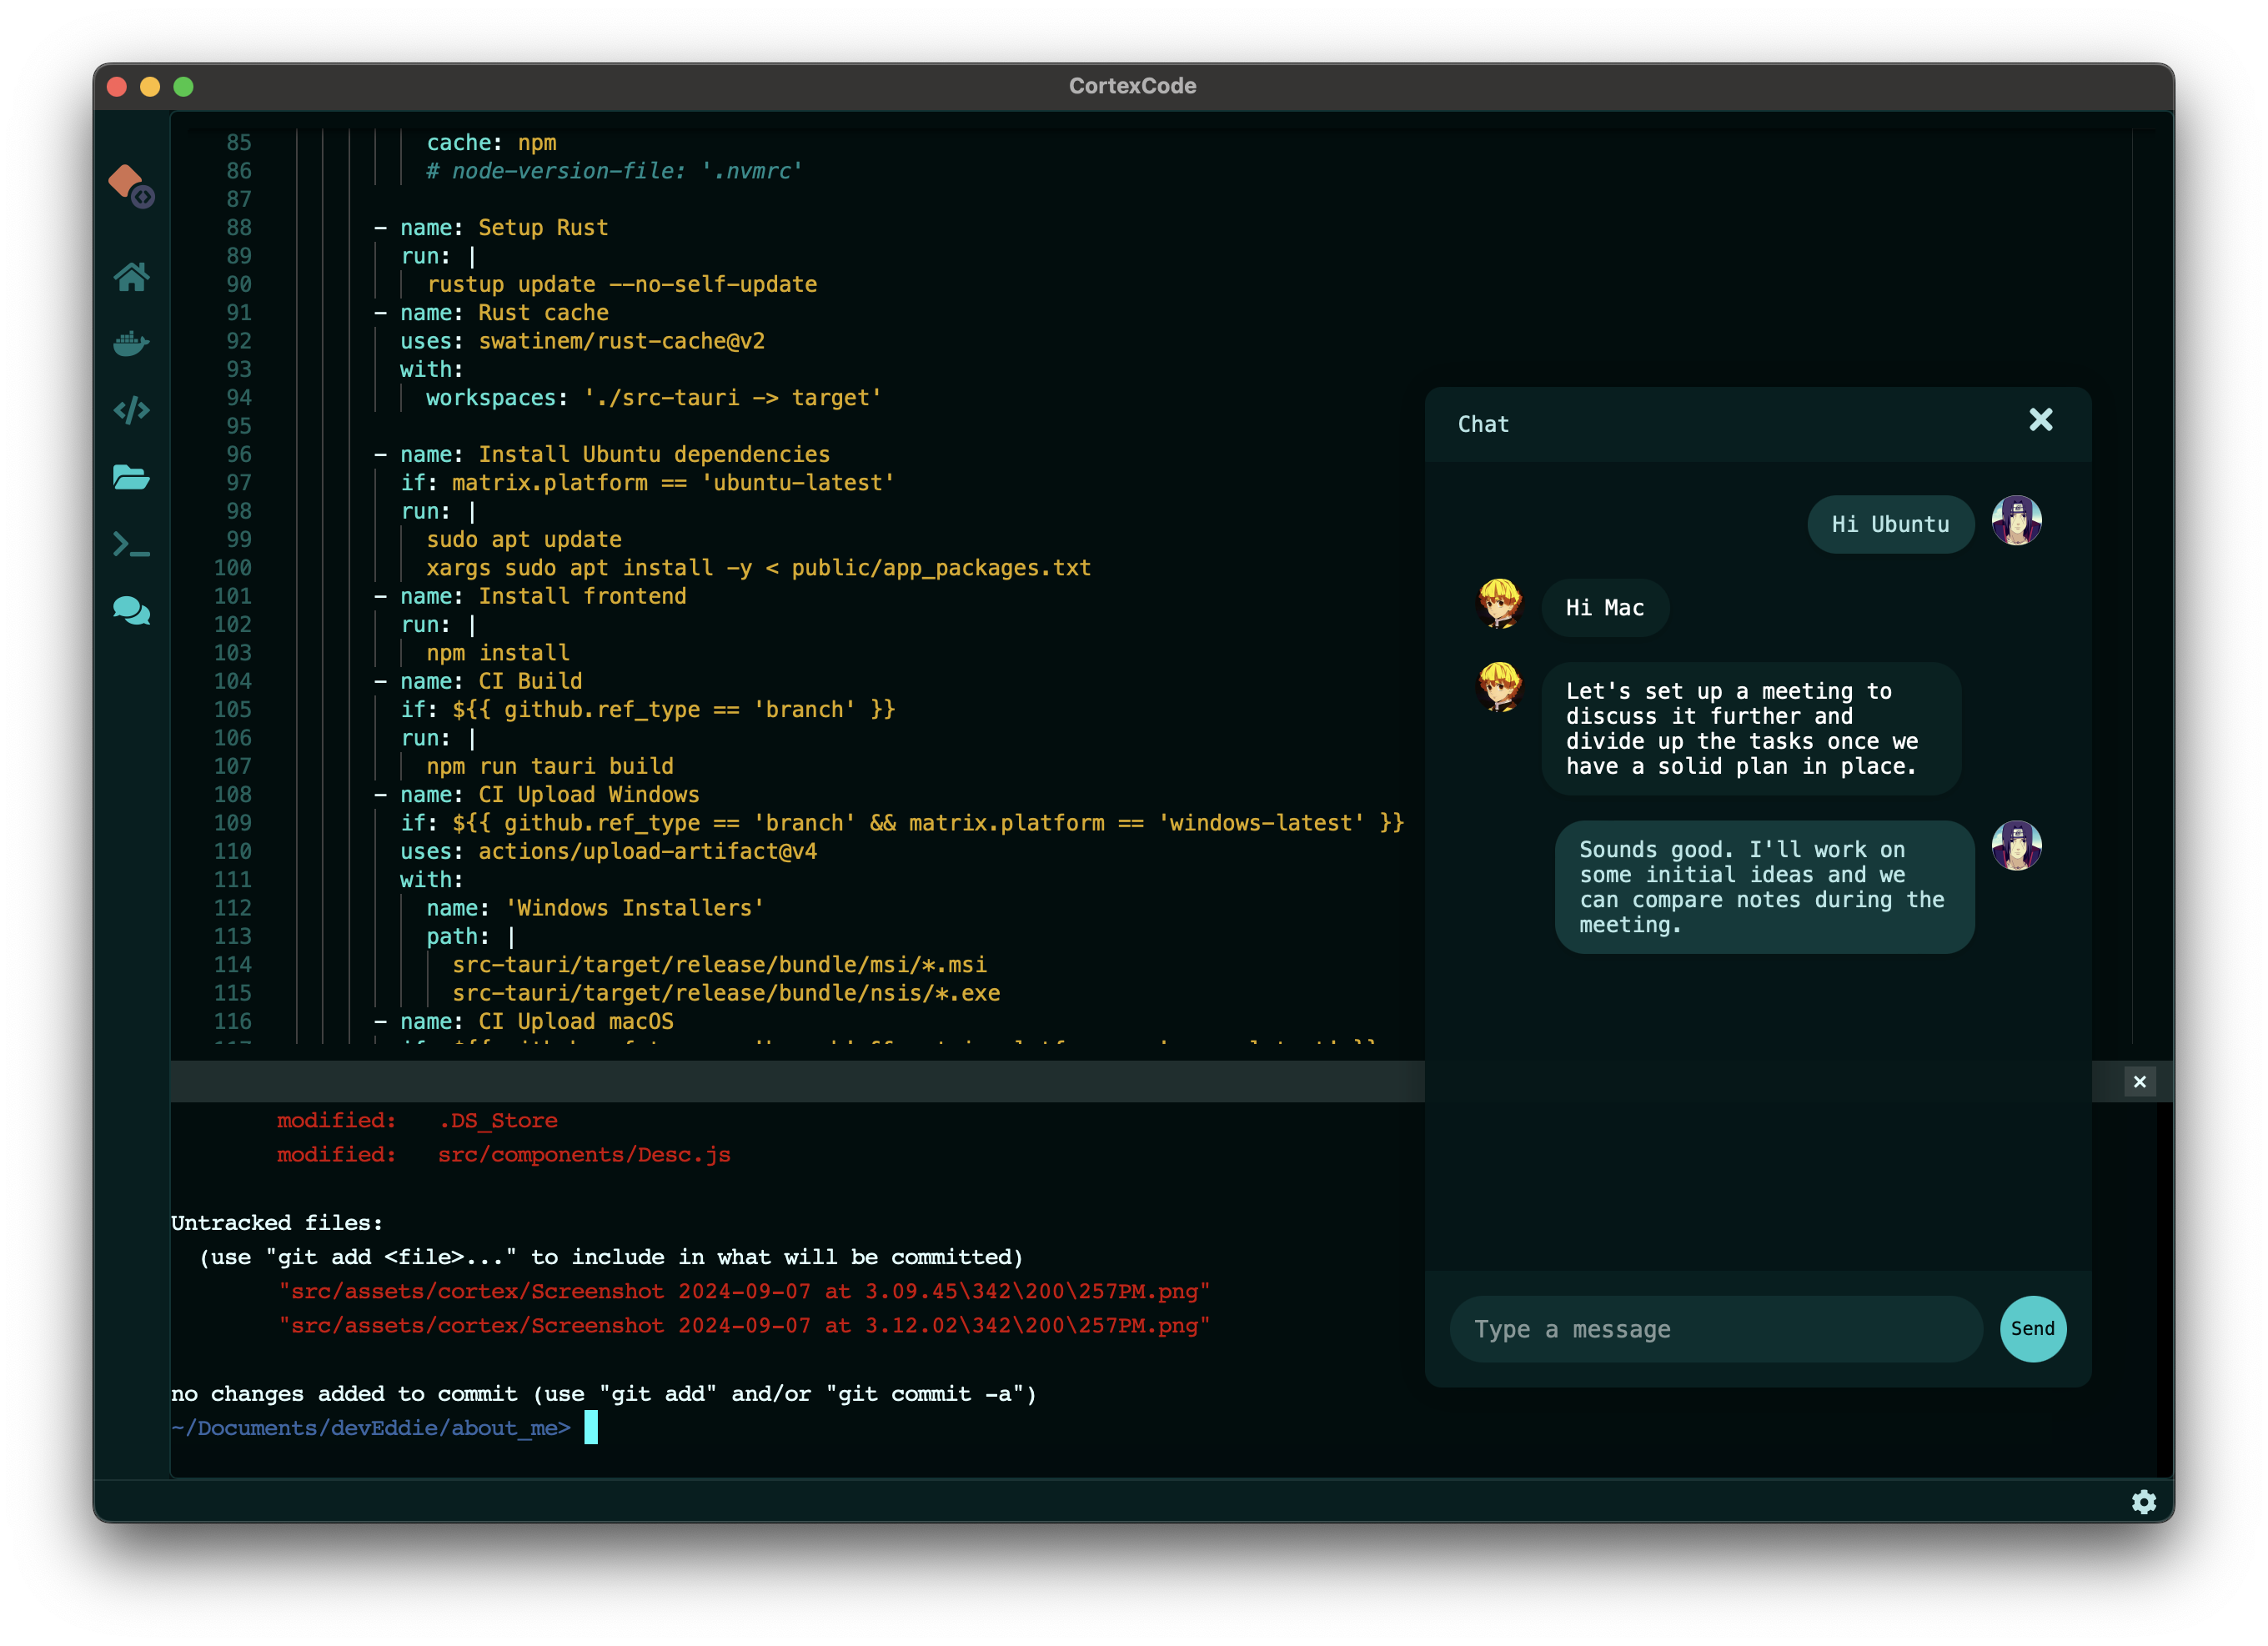 CortexCode
85 cache: npm
86 # node-version-file: '.nvmrc'
87
88 - name: Setup Rust
89 run: |
90 rustup update --no-self-update
91 - name: Rust cache
92 uses: swatinem/rust-cache@v2
93 with:
94 workspaces: './src-tauri -> target'
95
96 - name: Install Ubuntu dependencies
97 if: matrix.platform == 'ubuntu-latest'
98 run: |
99 sudo apt update
100 xargs sudo apt install -y < public/app_packages.txt
101 - name: Install frontend
102 run: |
103 npm install
104 - name: CI Build
105 if: ${{ github.ref_type == 'branch' }}
106 run: |
107 npm run tauri build
108 - name: CI Upload Windows
109 if: ${{ github.ref_type == 'branch' && matrix.platform == 'windows-latest' }}
110 uses: actions/upload-artifact@v4
111 with:
112 name: 'Windows Installers'
113 path: |
114 src-tauri/target/release/bundle/msi/*.msi
115 src-tauri/target/release/bundle/nsis/*.exe
116 - name: CI Upload macOS
modified: .DS_Store
modified: src/components/Desc.js
Untracked files:
(use "git add <file>..." to include in what will be committed)
"src/assets/cortex/Screenshot 2024-09-07 at 3.09.45\342\200\257PM.png"
"src/assets/cortex/Screenshot 2024-09-07 at 3.12.02\342\200\257PM.png"
no changes added to commit (use "git add" and/or "git commit -a")
~/Documents/devEddie/about_me>
Chat
Hi Ubuntu
Hi Mac
Let's set up a meeting to
discuss it further and
divide up the tasks once we
have a solid plan in place.
Sounds good. I'll work on
some initial ideas and we
can compare notes during the
meeting.
Type a message
Send